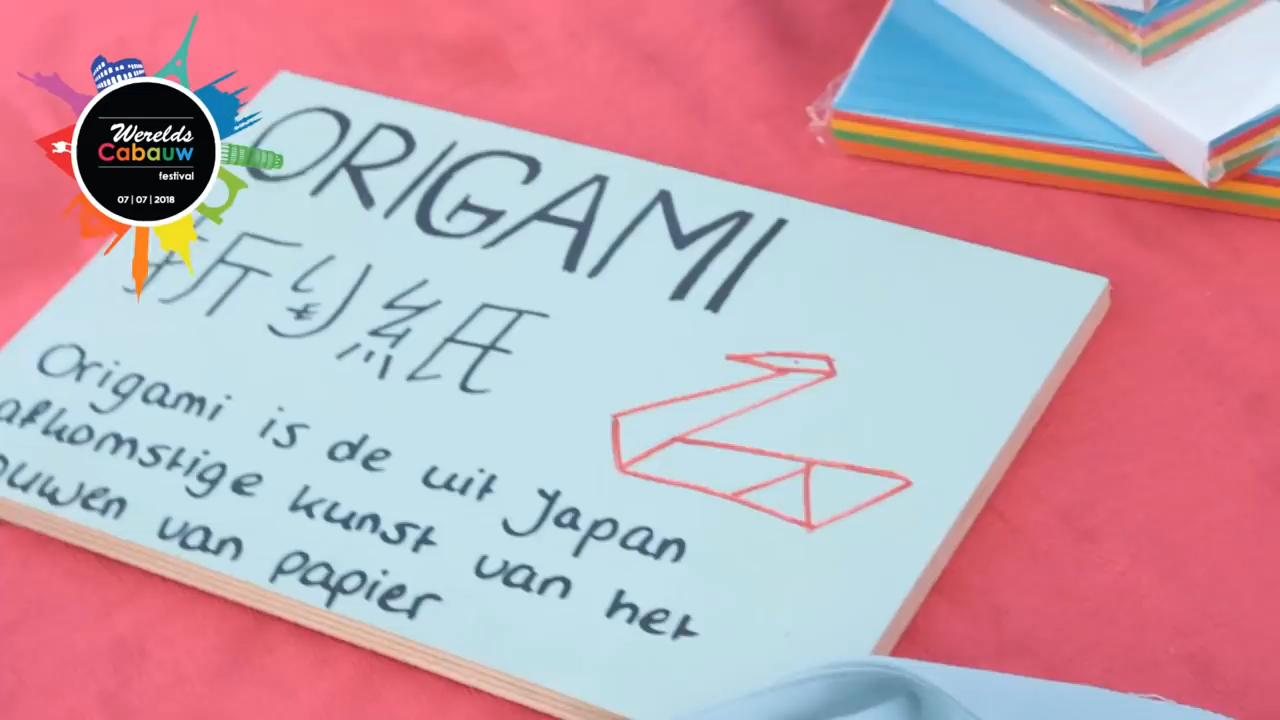 Werelds
Cabauw
festival
07 | 07 | 2018
ORIGAMI
折り紙
Origami is de uit Japan
afkomstige kunst van het
van papier